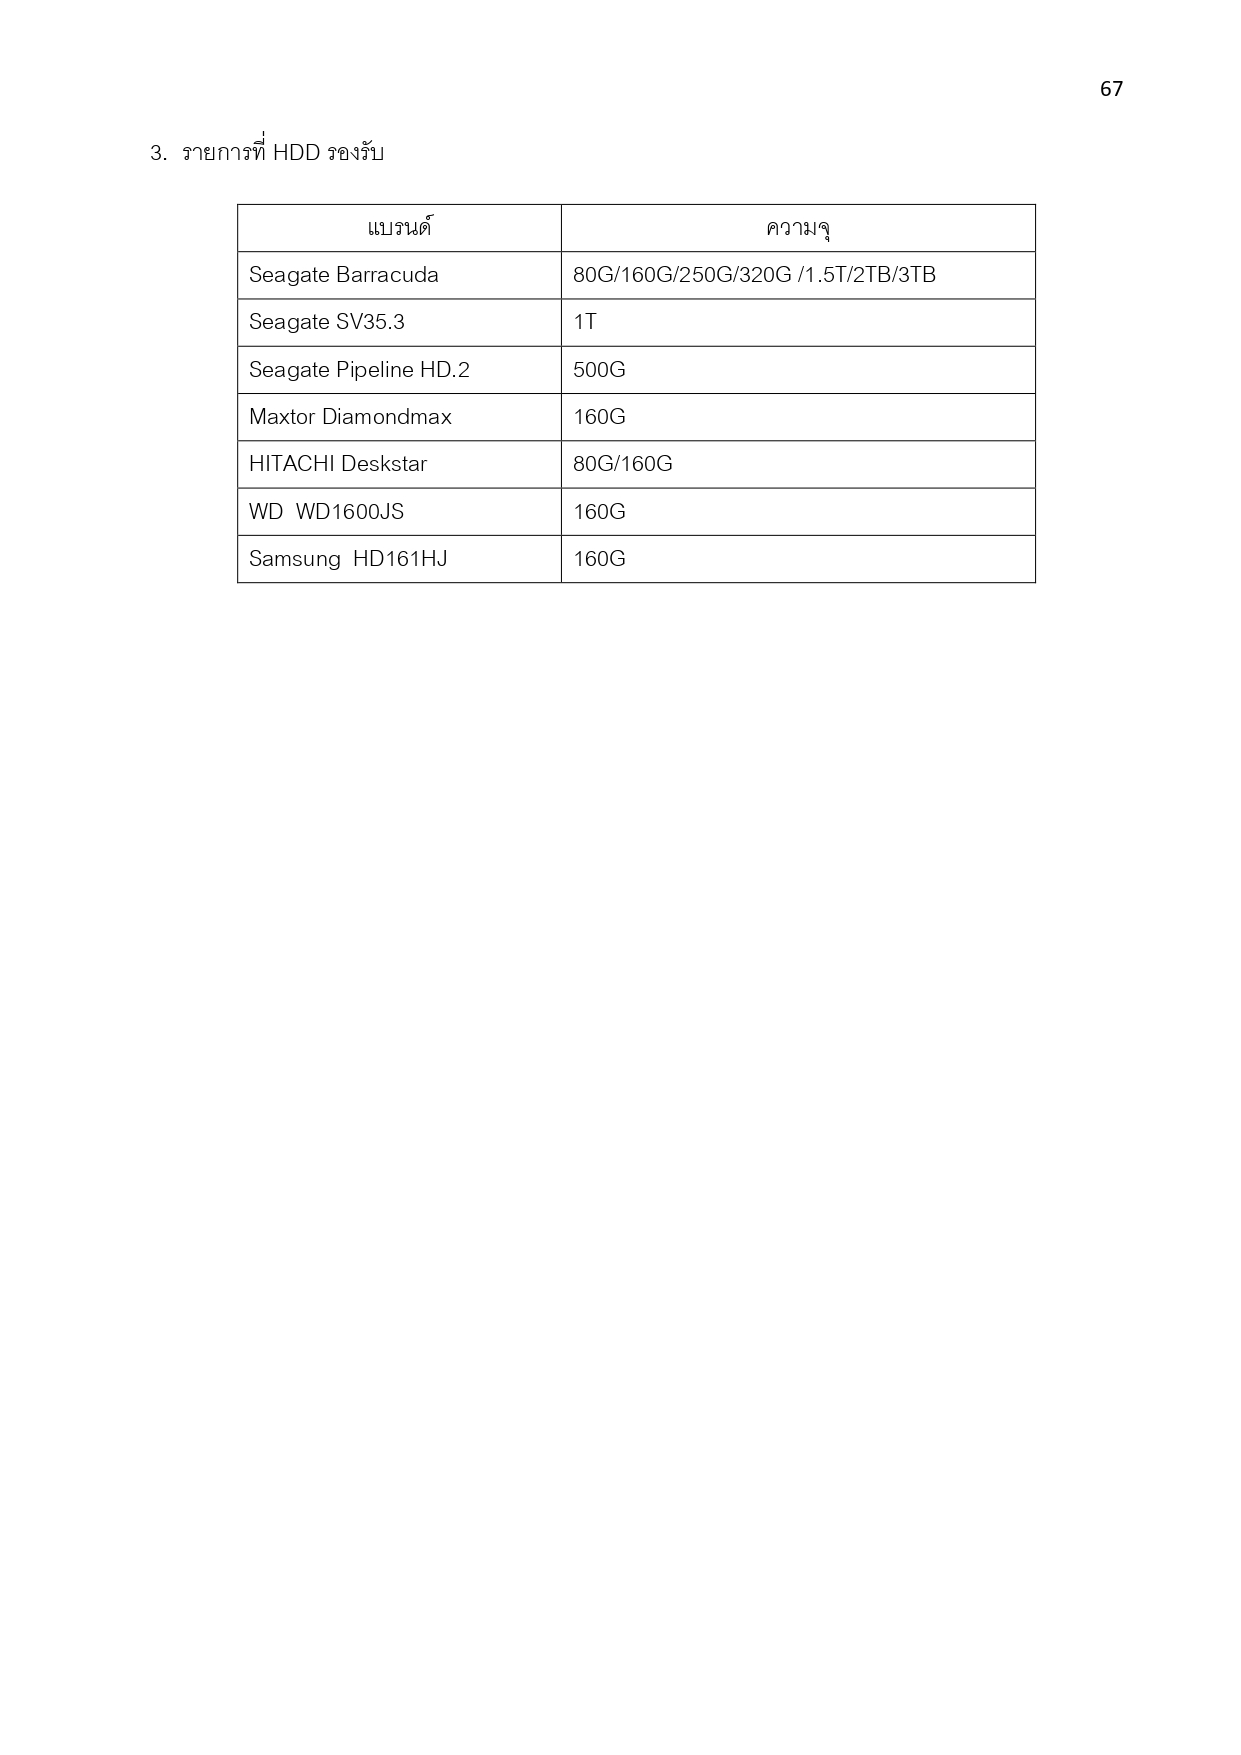 67
3. รายการที่ HDD รองรับ
แบรนด์ ความจุ
Seagate Barracuda 80G/160G/250G/320G /1.5T/2TB/3TB
Seagate SV35.3 1T
Seagate Pipeline HD.2 500G
Maxtor Diamondmax 160G
HITACHI Deskstar 80G/160G
WD  WD1600JS 160G
Samsung  HD161HJ 160G